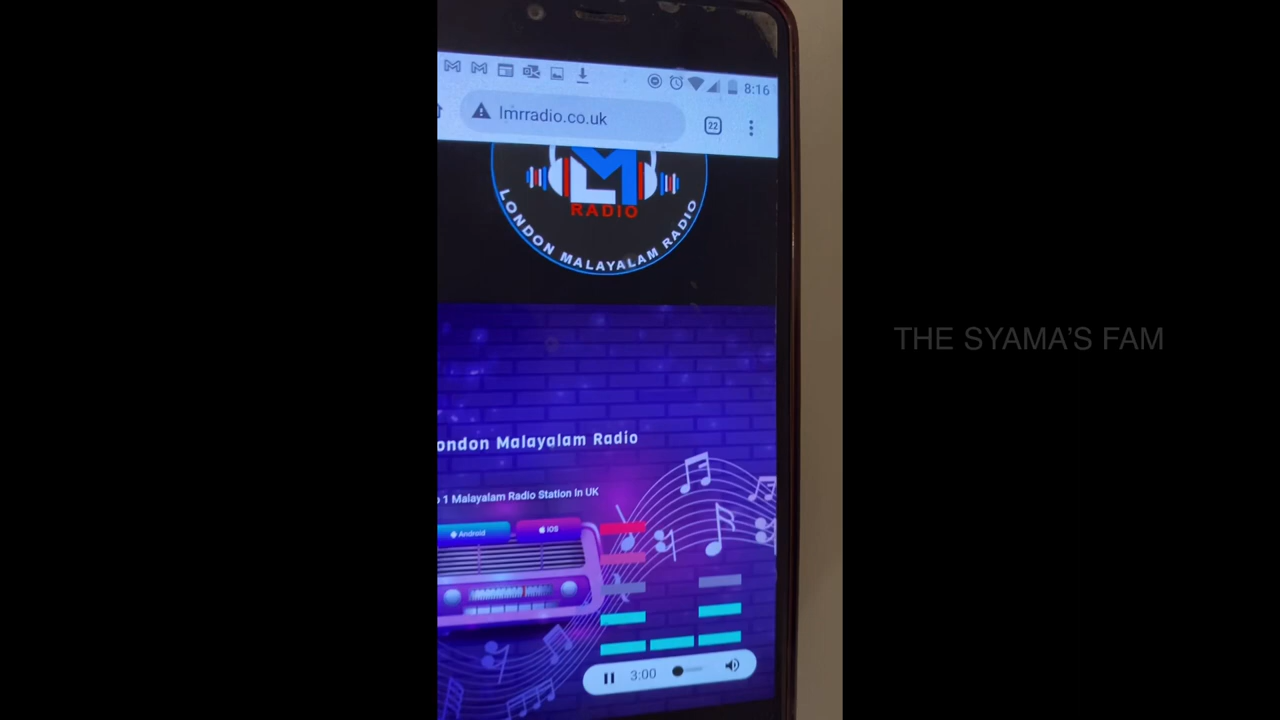 8:16
lmrradio.co.uk
22
LM
RADIO
LONDON MALAYALAM RADIO
THE SYAMA'S FAM
ondon Malayalam Radio
1 Malayalam Radio Station In UK
Android
iOS
3:00